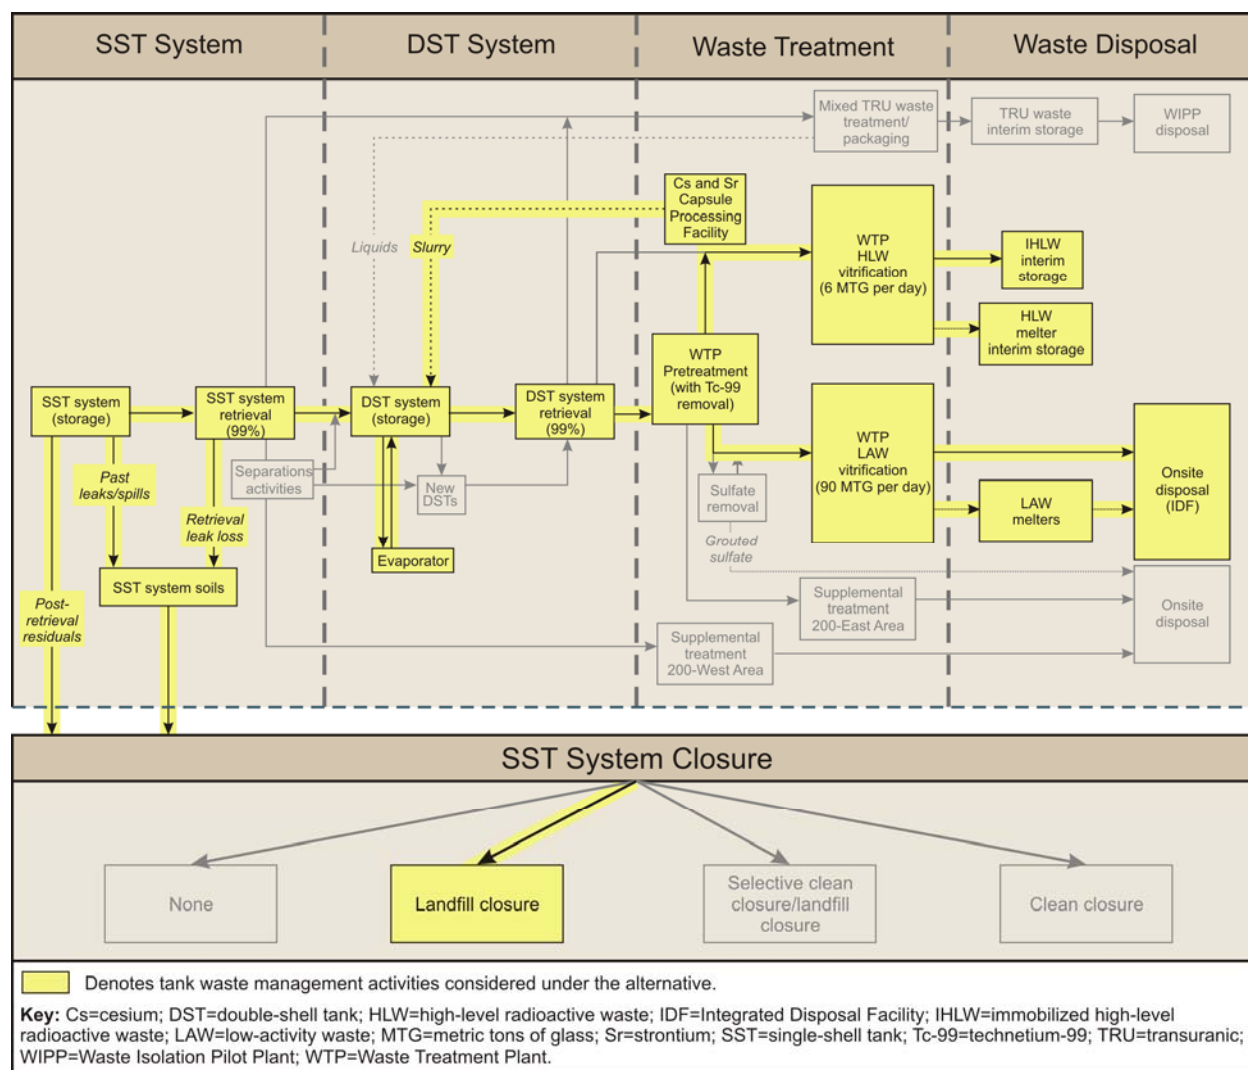 SST System
DST System
Waste Treatment
Waste Disposal
Mixed TRU waste
treatment/
packaging
TRU waste
interim storage
WIPP
disposal
Cs and Sr
Capsule
Processing
Facility
Liquids
Slurry
WTP
HLW
vitrification
(6 MTG per day)
IHLW
interim
storage
HLW
melter
interim storage
SST system
(storage)
SST system
retrieval
(99%)
DST system
(storage)
DST system
retrieval
(99%)
WTP
Pretreatment
(with Tc-99
removal)
WTP
LAW
vitrification
(90 MTG per day)
Onsite
disposal
(IDF)
LAW
melters
Past
leaks/spills
Separations
activities
New
DSTs
Sulfate
removal
Grouted
sulfate
Retrieval
leak loss
Evaporator
SST system soils
Post-
retrieval
residuals
Supplemental
treatment
200-East Area
Supplemental
treatment
200-West Area
Onsite
disposal
SST System Closure
None
Landfill closure
Selective clean
closure/landfill
closure
Clean closure
Denotes tank waste management activities considered under the alternative.
Key: Cs=cesium; DST=double-shell tank; HLW=high-level radioactive waste; IDF=Integrated Disposal Facility; IHLW=immobilized high-level
radioactive waste; LAW=low-activity waste; MTG=metric tons of glass; Sr=strontium; SST=single-shell tank; Tc-99=technetium-99; TRU=transuranic;
WIPP=Waste Isolation Pilot Plant; WTP=Waste Treatment Plant.